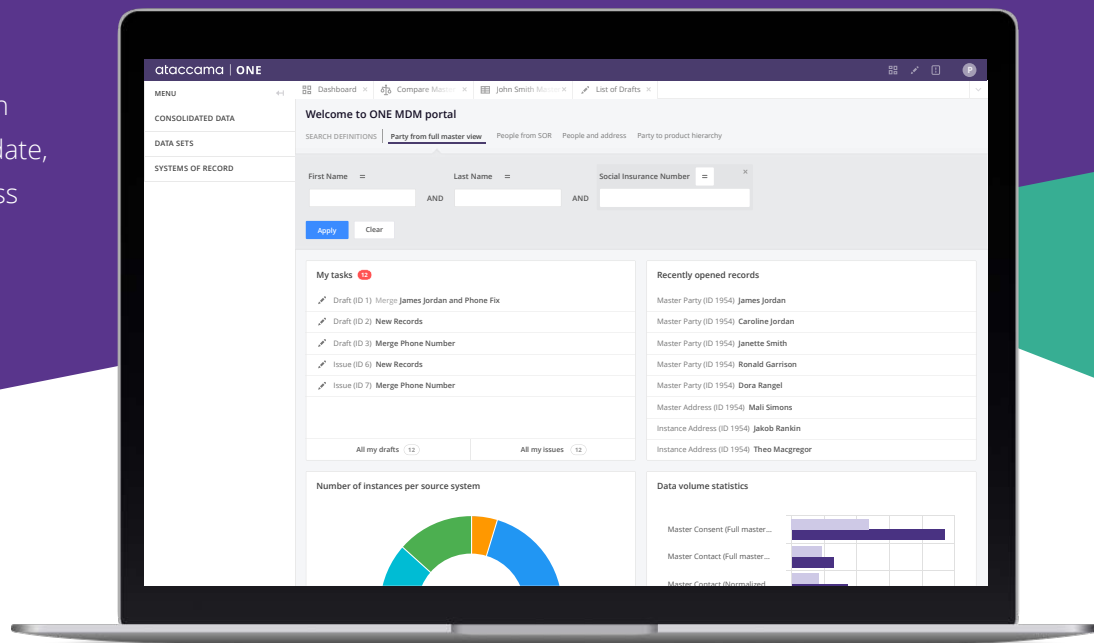 ataccama | ONE
P
MENU
CONSOLIDATED DATA
DATA SETS
SYSTEMS OF RECORD
Dashboard × Compare × John Smith × List of Drafts ×
Welcome to ONE MDM portal
SEARCH DEFINITIONS Party from full master view People from SOR People and address Party to product hierarchy
First Name = Last Name = Social Insurance Number = ×
AND AND
Apply Clear
My tasks 12
Draft (ID 1) Merge James Jordan and Phone Fix
Draft (ID 2) New Records
Draft (ID 3) Merge Phone Number
Issue (ID 6) New Records
Issue (ID 7) Merge Phone Number
All my drafts 12 All my issues 12
Recently opened records
Master Party (ID 1954) James Jordan
Master Party (ID 1954) Caroline Jordan
Master Party (ID 1954) Janette Smith
Master Party (ID 1954) Ronald Garrison
Master Party (ID 1954) Dora Rangel
Master Address (ID 1954) Mali Simons
Instance Address (ID 1954) Jakob Rankin
Instance Address (ID 1954) Theo Macgregor
Number of instances per source system
Data volume statistics
Master Consent (Full master...
Master Contact (Full master...
Master Contact (Normalized